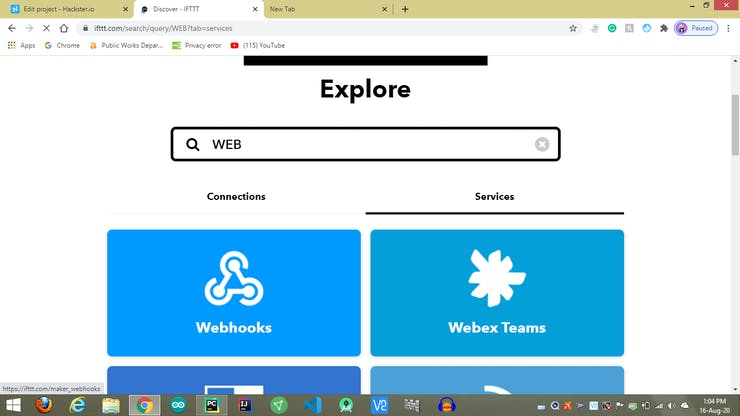 Edit project - Hackster.io
Discover - IFTTT
New Tab
ifttt.com/search/query/WEB?tab=services
Paused
Apps
Chrome
Public Works Depar...
Privacy error
(115) YouTube
Explore
WEB
Connections
Services
Webhooks
Webex Teams
https://ifttt.com/maker_webhooks
1:04 PM
16-Aug-20